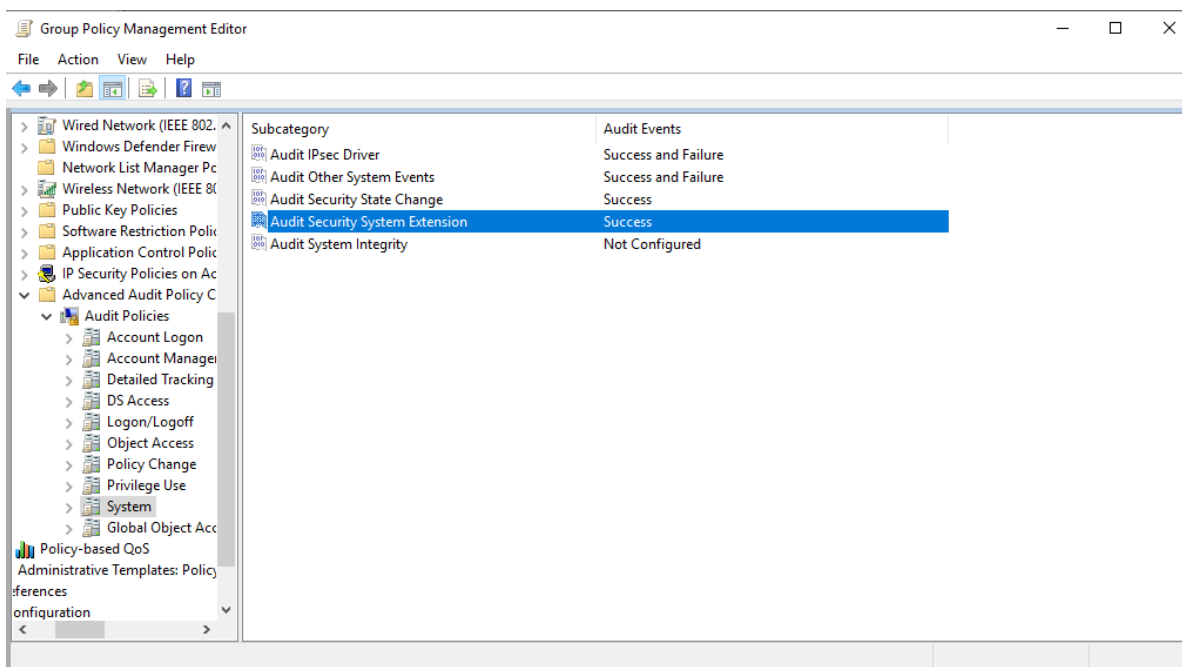 Group Policy Management Editor
File Action View Help
Wired Network (IEEE 802.
Windows Defender Firew
Network List Manager Pc
Wireless Network (IEEE 80
Public Key Policies
Software Restriction Polic
Application Control Polic
IP Security Policies on Ac
Advanced Audit Policy C
Audit Policies
Account Logon
Account Manager
Detailed Tracking
DS Access
Logon/Logoff
Object Access
Policy Change
Privilege Use
System
Global Object Acc
Policy-based QoS
Administrative Templates: Policy
eferences
onfiguration
Subcategory Audit Events
Audit IPsec Driver Success and Failure
Audit Other System Events Success and Failure
Audit Security State Change Success
Audit Security System Extension Success
Audit System Integrity Not Configured